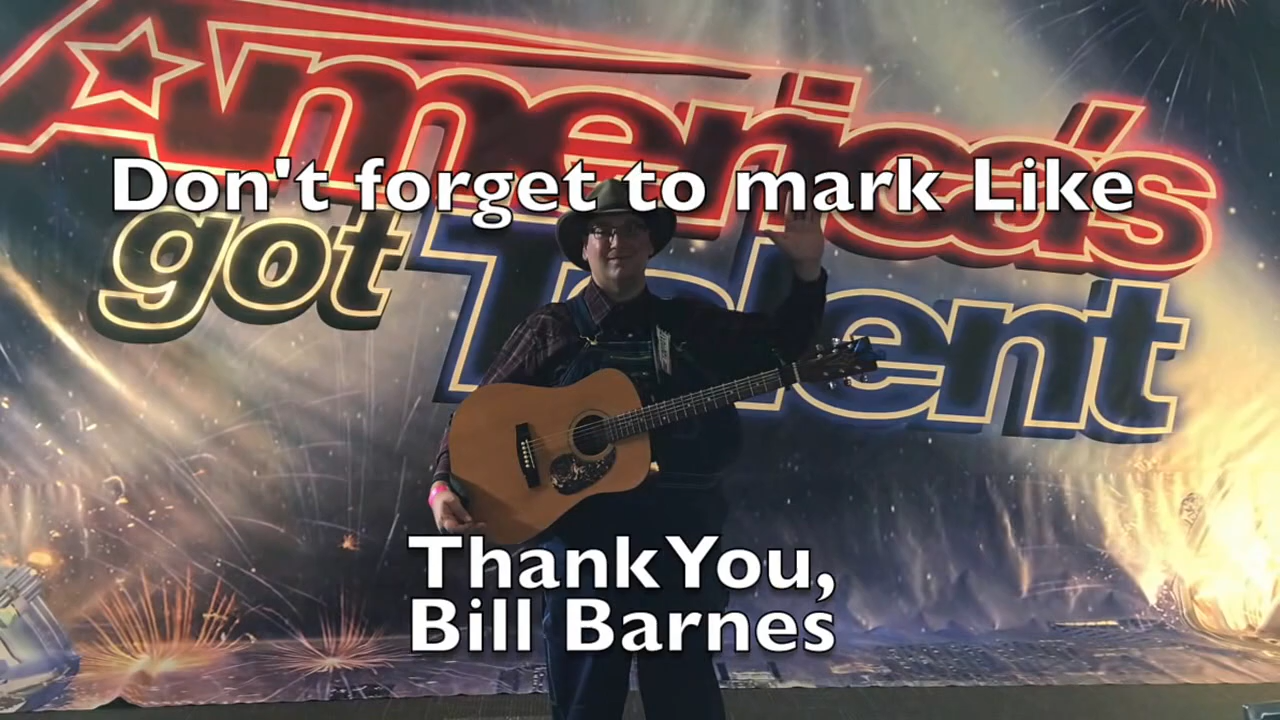 America's
Don't forget to mark Like
got Talent
Thank You,
Bill Barnes